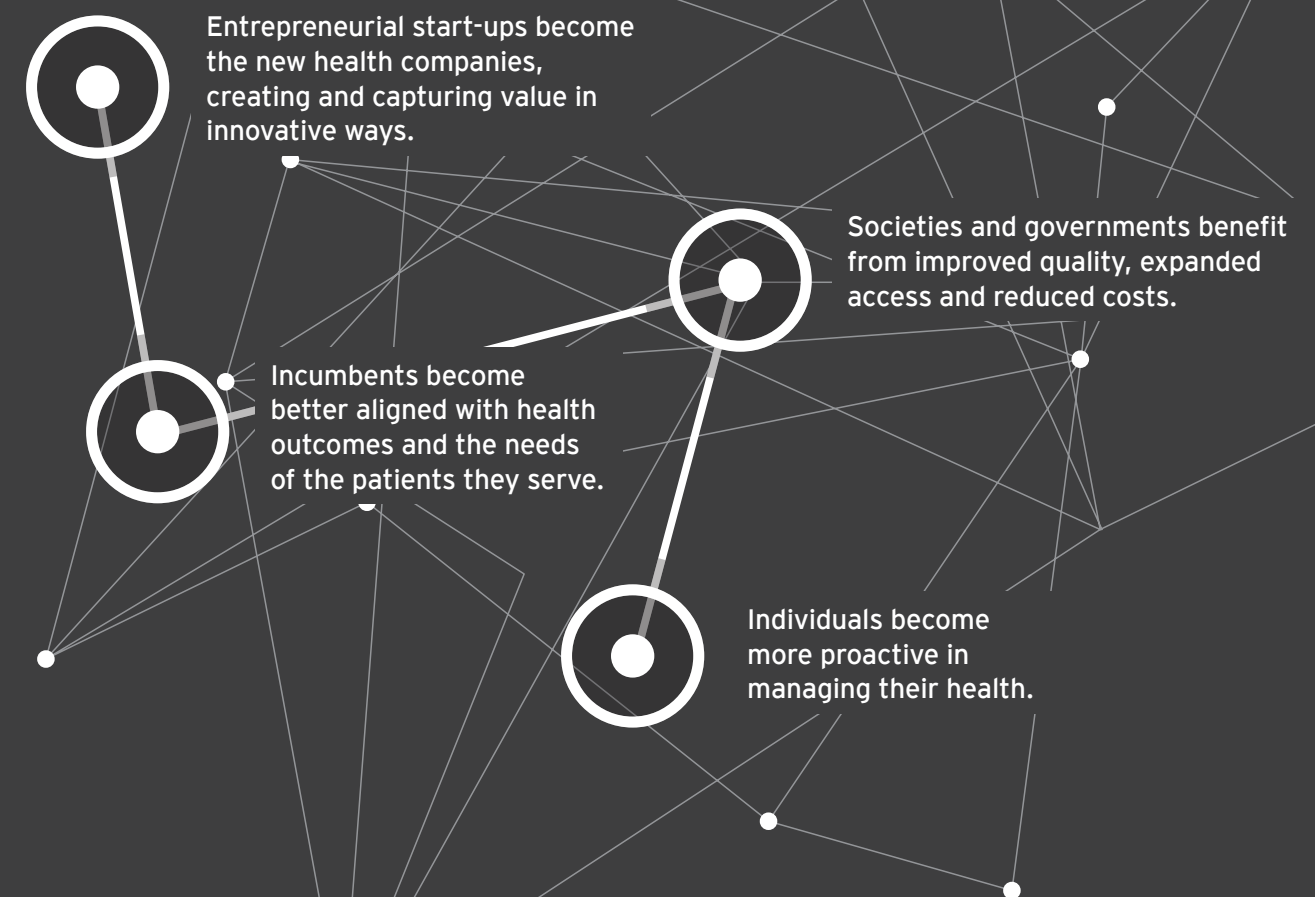 Entrepreneurial start-ups become
the new health companies,
creating and capturing value in
innovative ways.
Societies and governments benefit
from improved quality, expanded
access and reduced costs.
Incumbents become
better aligned with health
outcomes and the needs
of the patients they serve.
Individuals become
more proactive in
managing their health.